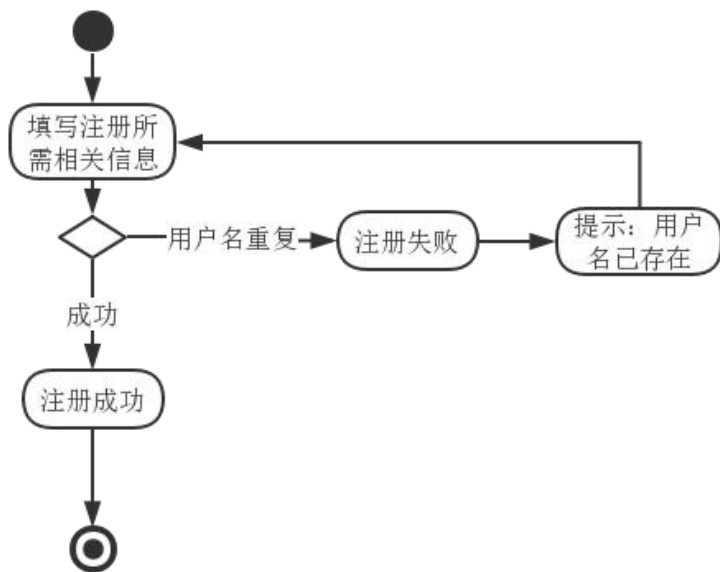 填写注册所
需相关信息
用户名重复
注册失败
提示：用户
名已存在
成功
注册成功